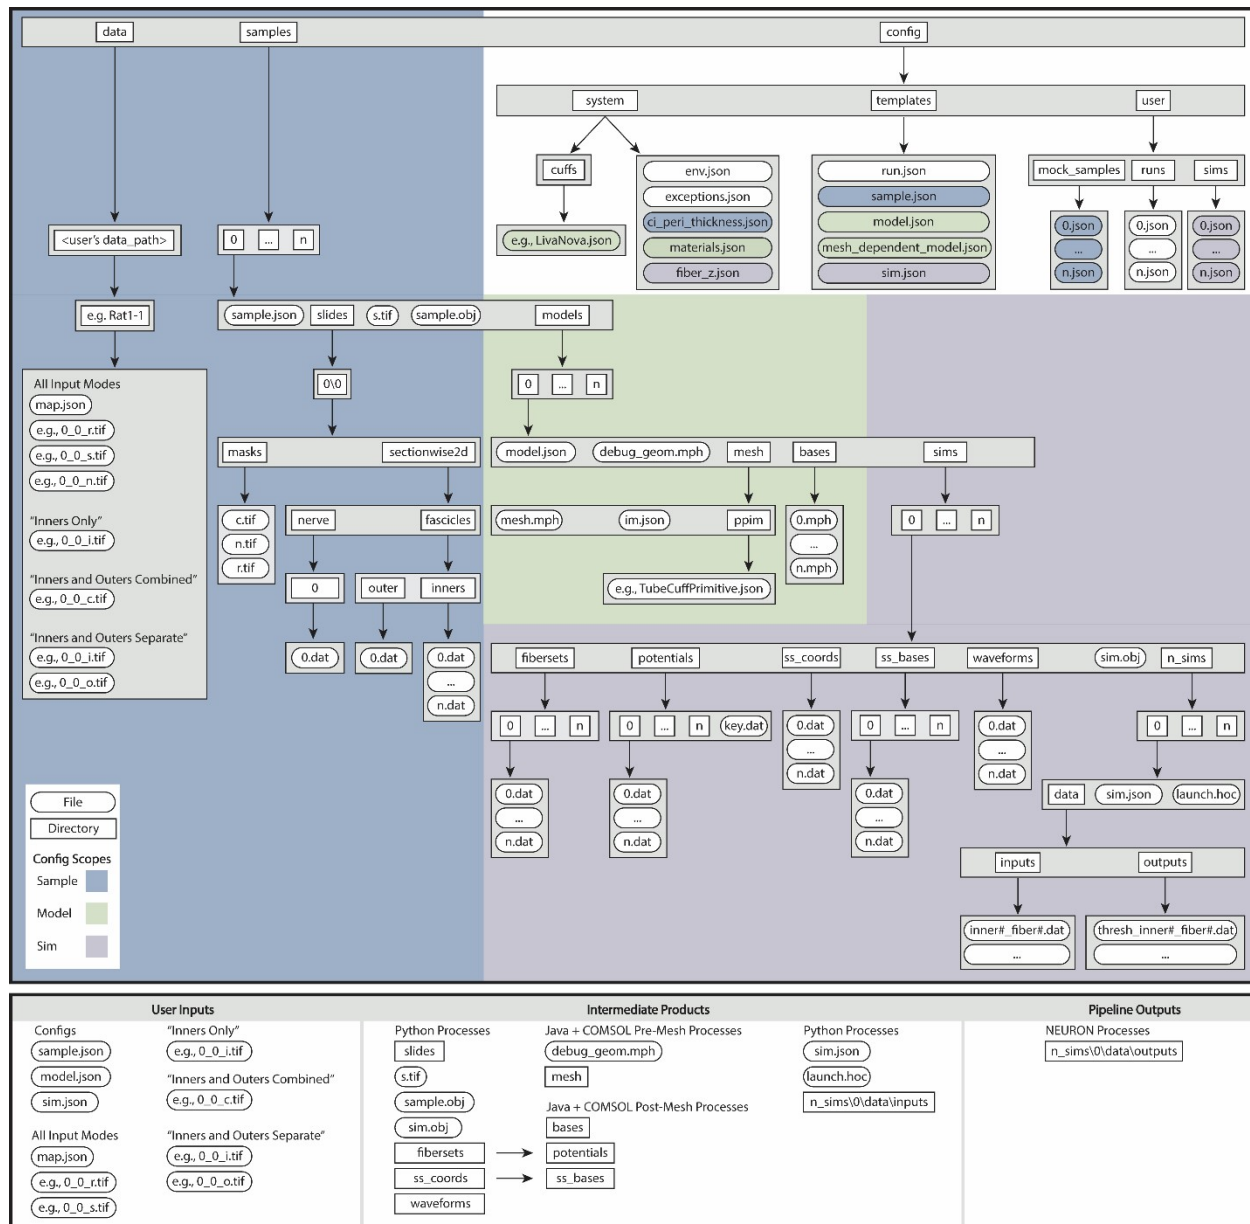 data
samples
config
system
templates
user
cuffs
env.json
exceptions.json
ci_peri_thickness.json
materials.json
fiber_z.json
run.json
sample.json
model.json
mesh_dependent_model.json
sim.json
mock_samples
runs
sims
e.g., LivaNova.json
0.json
...
n.json
0.json
...
n.json
0.json
...
n.json
<user's data_path>
0
...
n
e.g. Rat1-1
sample.json
slides
s.tif
sample.obj
models
All Input Modes
map.json
e.g., 0_0_r.tif
e.g., 0_0_s.tif
e.g., 0_0_n.tif
"Inners Only"
e.g., 0_0_i.tif
"Inners and Outers Combined"
e.g., 0_0_c.tif
"Inners and Outers Separate"
e.g., 0_0_i.tif
e.g., 0_0_o.tif
0\0
0
...
n
masks
sectionwise2d
model.json
debug_geom.mph
mesh
bases
sims
c.tif
n.tif
r.tif
nerve
fascicles
mesh.mph
im.json
ppim
0.mph
...
n.mph
0
...
n
0
outer
inners
e.g., TubeCuffPrimitive.json
0.dat
0.dat
0.dat
...
n.dat
fibersets
potentials
ss_coords
ss_bases
waveforms
sim.obj
n_sims
0
...
n
0
...
n
key.dat
0.dat
...
n.dat
0
...
n
0.dat
...
n.dat
0
...
n
0.dat
...
n.dat
0.dat
...
n.dat
0.dat
...
n.dat
data
sim.json
launch.hoc
inputs
outputs
inner#_fiber#.dat
...
thresh_inner#_fiber#.dat
...
File
Directory
Config Scopes
Sample
Model
Sim
User Inputs
Configs
sample.json
model.json
sim.json
All Input Modes
map.json
e.g., 0_0_r.tif
e.g., 0_0_s.tif
"Inners Only"
e.g., 0_0_i.tif
"Inners and Outers Combined"
e.g., 0_0_c.tif
"Inners and Outers Separate"
e.g., 0_0_i.tif
e.g., 0_0_o.tif
Intermediate Products
Python Processes
slides
s.tif
sample.obj
sim.obj
fibersets
ss_coords
waveforms
Java + COMSOL Pre-Mesh Processes
debug_geom.mph
mesh
Java + COMSOL Post-Mesh Processes
bases
potentials
ss_bases
Python Processes
sim.json
launch.hoc
n_sims\0\data\inputs
Pipeline Outputs
NEURON Processes
n_sims\0\data\outputs